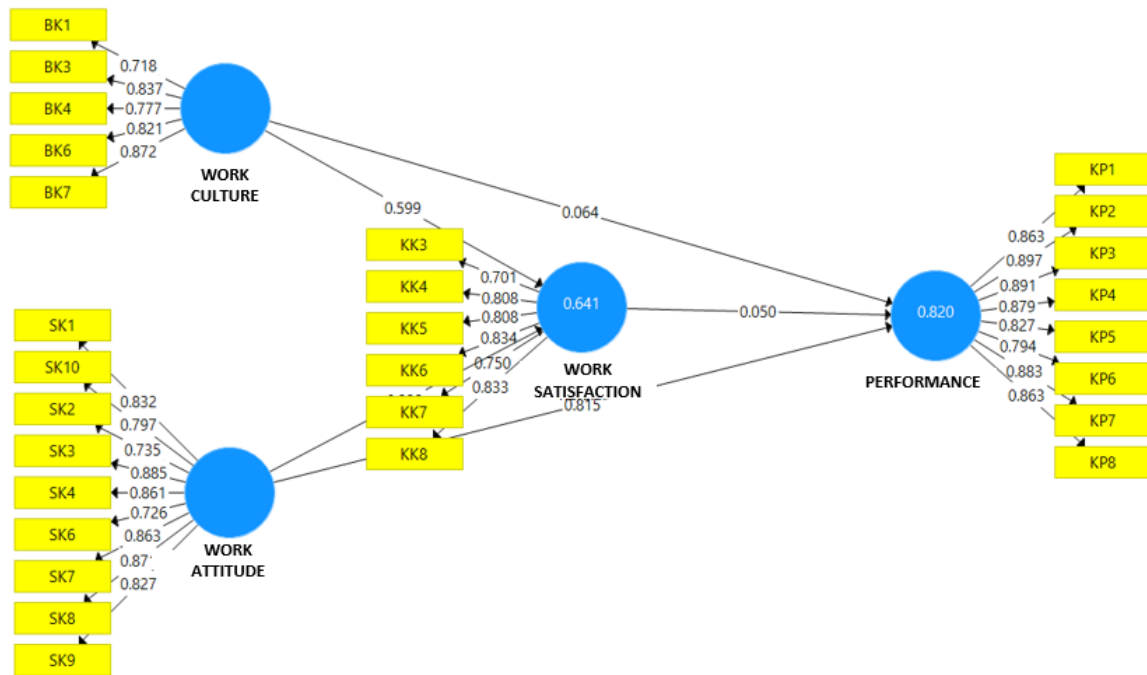 BK1
BK3
BK4
BK6
BK7
0.718
0.837
0.777
0.821
0.872
WORK
CULTURE
0.599
0.064
KK3
KK4
KK5
KK6
KK7
KK8
0.701
0.808
0.808
0.834
0.750
0.833
0.641
WORK
SATISFACTION
0.050
0.815
SK1
SK10
SK2
SK3
SK4
SK6
SK7
SK8
SK9
0.832
0.797
0.735
0.885
0.861
0.726
0.863
0.827
WORK
ATTITUDE
0.820
PERFORMANCE
0.863
0.897
0.891
0.879
0.827
0.794
0.883
0.863
KP1
KP2
KP3
KP4
KP5
KP6
KP7
KP8